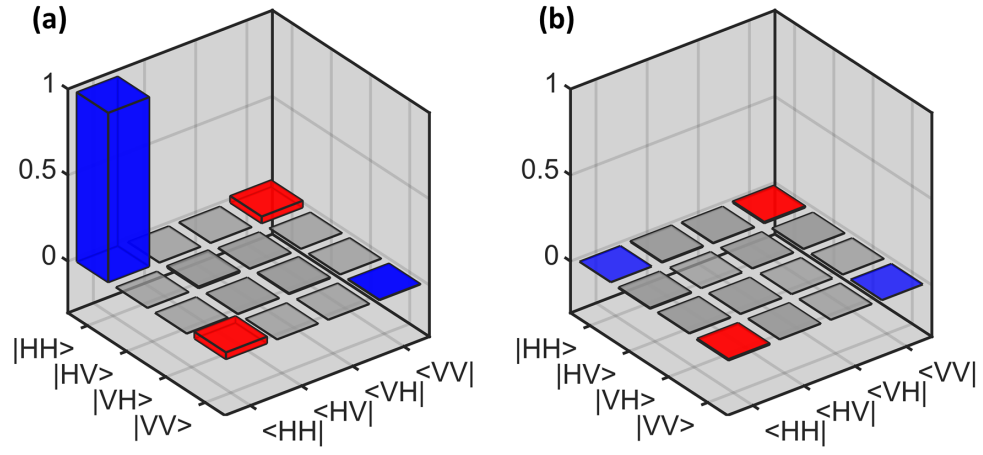 (a)
1
0.5
0
|HH>
|HV>
|VH>
|VV>
<HH|
<HV|
<VH|
<VV|
(b)
1
0.5
0
|HH>
|HV>
|VH>
|VV>
<HH|
<HV|
<VH|
<VV|